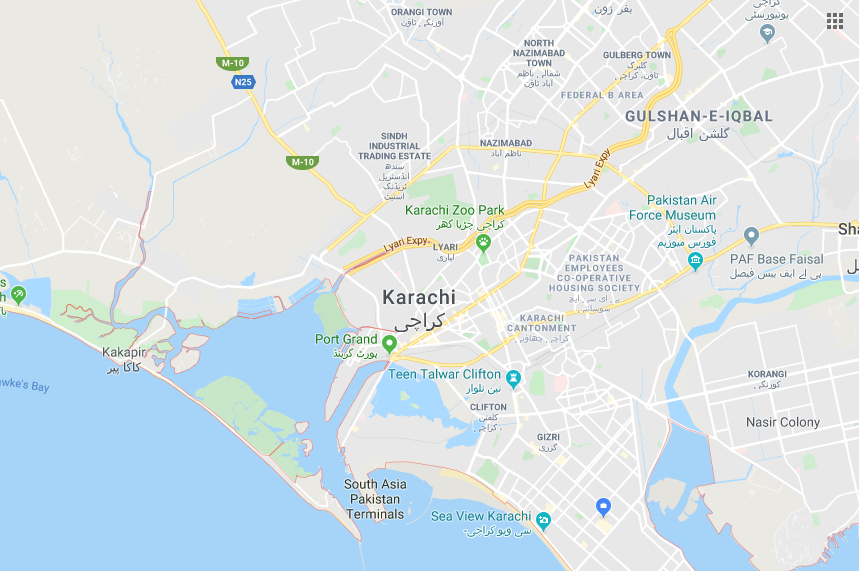 ORANGI TOWN
اورنگی ٹاؤن
بفر زون
کراچی
یونیورسٹی
NORTH
NAZIMABAD
TOWN
شمالی ناظم
آباد ٹاؤن
GULBERG TOWN
گلبرگ
ٹاؤن، کراچی
M-10
N25
FEDERAL B AREA
GULSHAN-E-IQBAL
گلشن اقبال
SINDH
INDUSTRIAL
TRADING ESTATE
سندھ
انڈسٹریل
ٹریڈنگ
اسٹیٹ
NAZIMABAD
ناظم آباد
M-10
Lyari Expy
Karachi Zoo Park
کراچی چڑیا گھر
Pakistan Air
Force Museum
پاکستان ایئر
فورس میوزیم
Lyari Expy
LYARI
لیاری
Sha
PAF Base Faisal
پی اے ایف بیس فیصل
PAKISTAN
EMPLOYEES
CO-OPERATIVE
HOUSING SOCIETY
پی ای سی ایچ
سوسائٹی
Karachi
کراچی
KARACHI
CANTONMENT
کراچی چھاؤنی
Port Grand
پورٹ گرینڈ
Kakapir
کاکا پیر
Teen Talwar Clifton
تین تلوار
KORANGI
کورنگی
wke's Bay
CLIFTON
کلفٹن
، کراچی
Nasir Colony
GIZRI
گزری
South Asia
Pakistan
Terminals
Sea View Karachi
سی ویو کراچی-